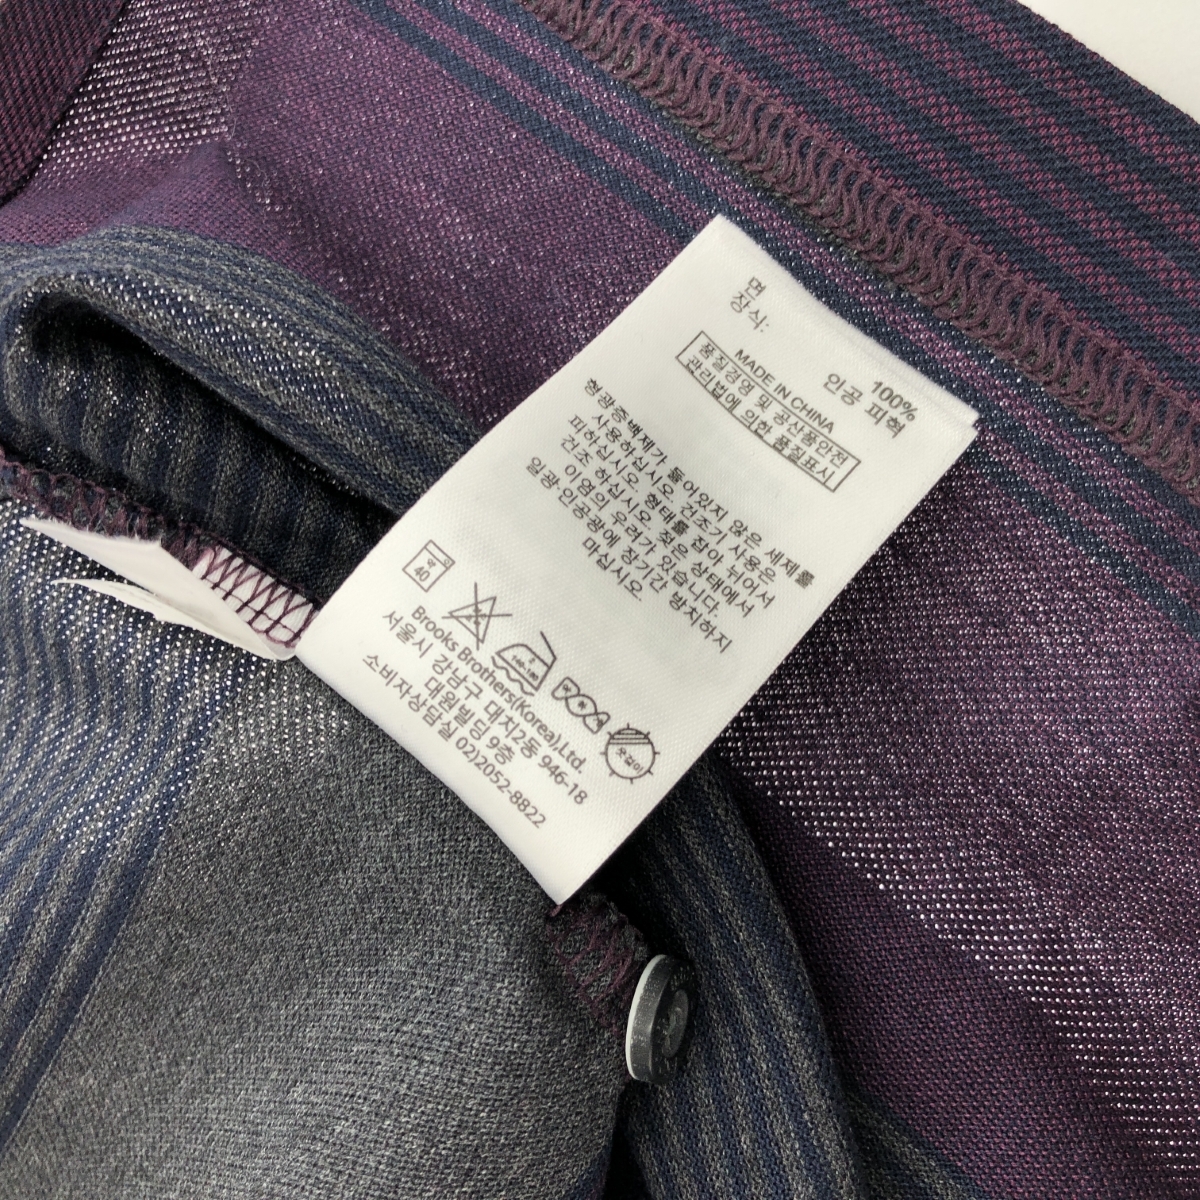 면 100%
장식: 인공 피혁
MADE IN CHINA
품질경영 및 공산품안전
관리법에 의한 품질표시
형광증백제가 들어있지 않은 세제를
사용하십시오 건조기 사용은
피하십시오 형태를 잡아 뉘어서
건조 하십시오 젖은 상태에서
이염의 우려가 있습니다.
일광 인공광에 장기간 방치하지
마십시오.
약
40
옷걸이
Brooks Brothers(Korea),Ltd.
서울시 강남구 대치2동 946-18
대원빌딩 9층
소비자상담실 02)2052-8822